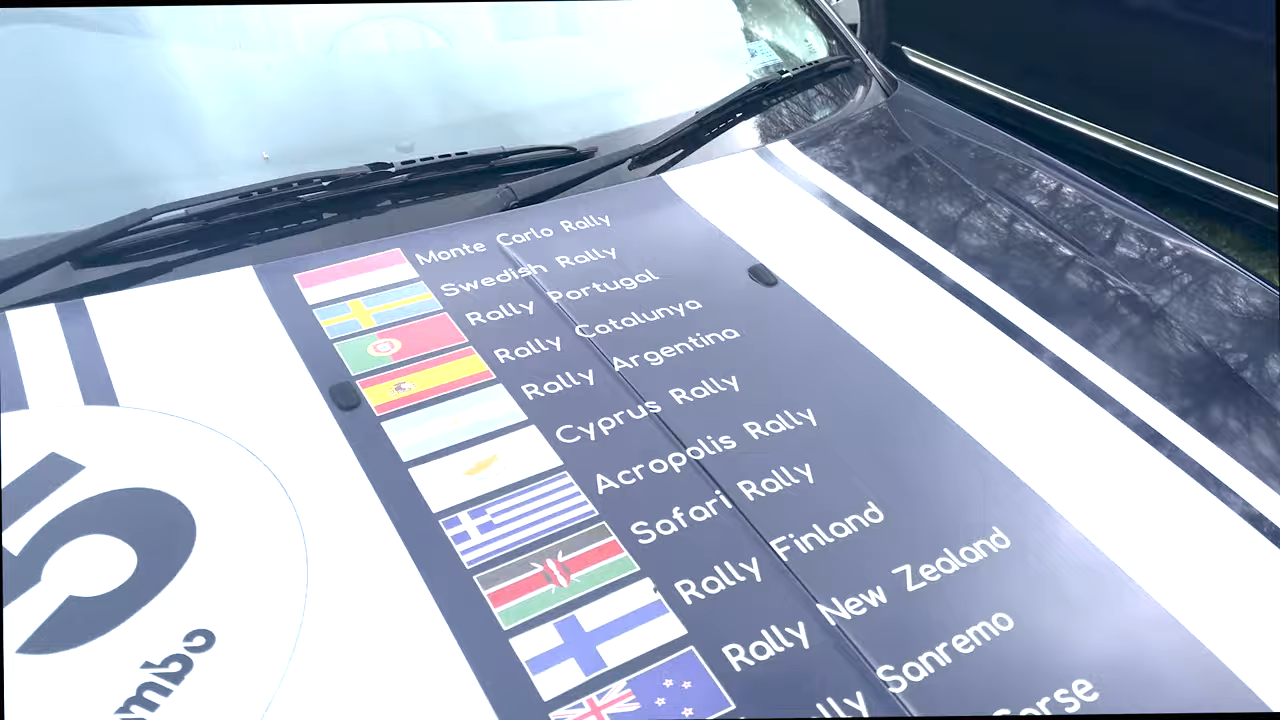 Monte Carlo Rally
Swedish Rally
Rally Portugal
Rally Catalunya
Rally Argentina
Cyprus Rally
Acropolis Rally
Safari Rally
Rally Finland
Rally New Zealand
Sanremo
5